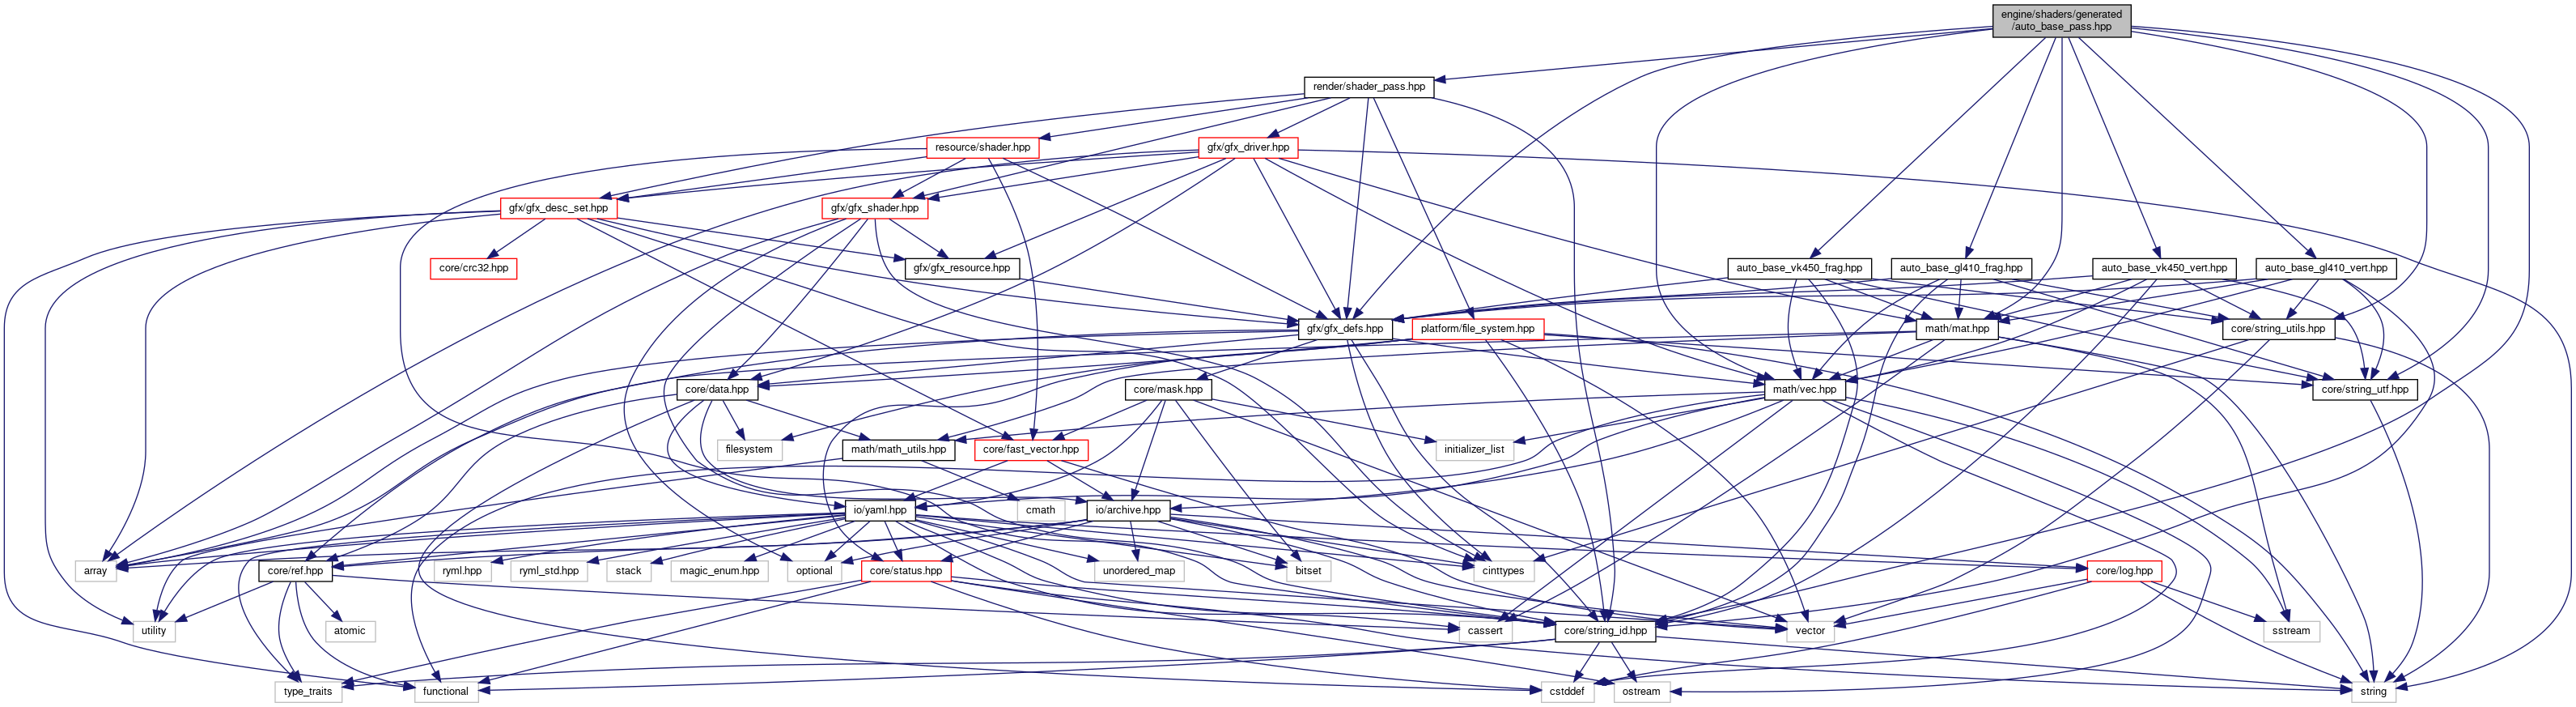 engine/shaders/generated
/auto_base_pass.hpp
render/shader_pass.hpp
resource/shader.hpp
gfx/gfx_driver.hpp
gfx/gfx_desc_set.hpp
gfx/gfx_shader.hpp
core/crc32.hpp
gfx/gfx_resource.hpp
auto_base_vk450_frag.hpp
auto_base_gl410_frag.hpp
auto_base_vk450_vert.hpp
auto_base_gl410_vert.hpp
gfx/gfx_defs.hpp
platform/file_system.hpp
math/mat.hpp
core/string_utils.hpp
core/data.hpp
core/mask.hpp
math/vec.hpp
core/string_utf.hpp
filesystem
math/math_utils.hpp
core/fast_vector.hpp
initializer_list
io/yaml.hpp
cmath
io/archive.hpp
array
core/ref.hpp
ryml.hpp
ryml_std.hpp
stack
magic_enum.hpp
optional
core/status.hpp
unordered_map
bitset
cinttypes
core/log.hpp
utility
atomic
cassert
core/string_id.hpp
vector
sstream
type_traits
functional
cstddef
ostream
string